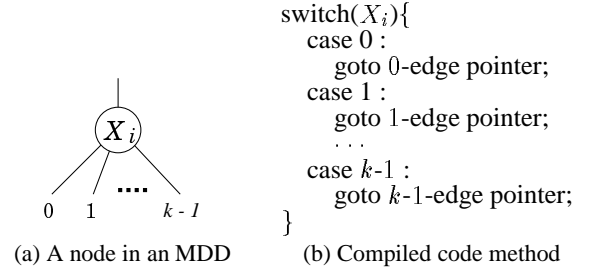 X i
0 1 .... k - 1
(a) A node in an MDD
switch(X_i){
case 0 :
goto 0-edge pointer;
case 1 :
goto 1-edge pointer;
...
case k-1 :
goto k-1-edge pointer;
}
(b) Compiled code method